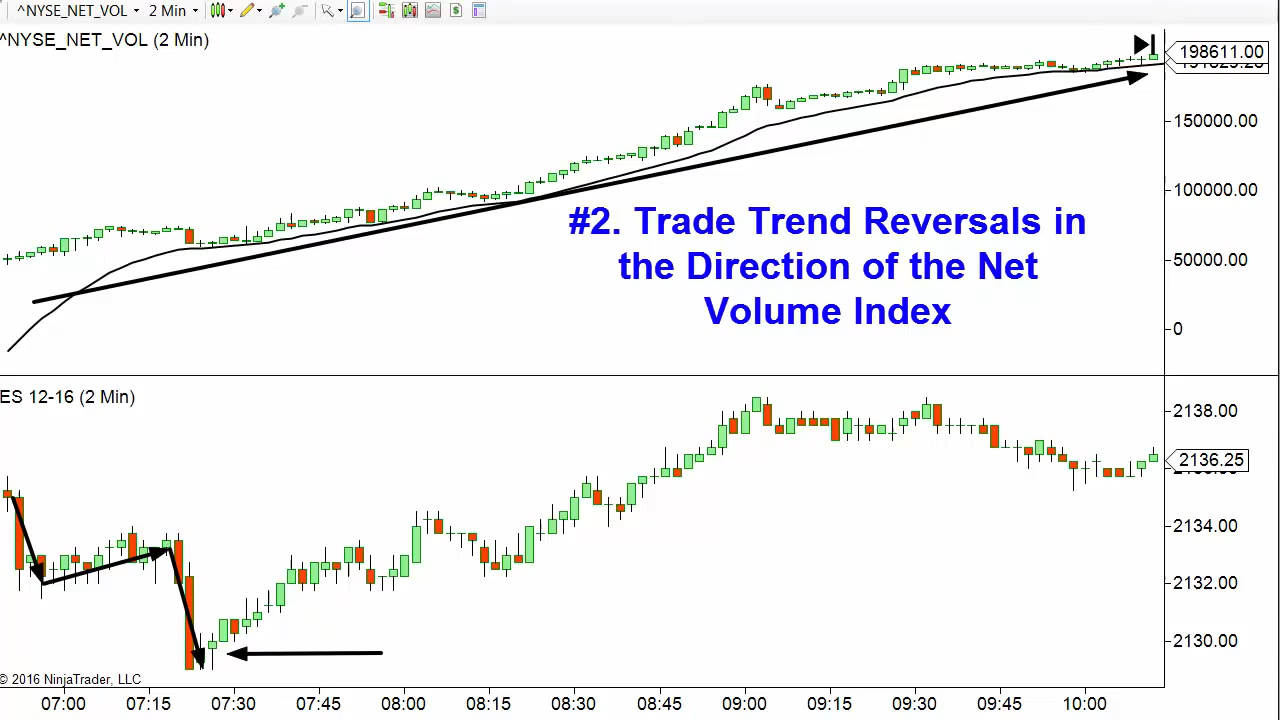 ^NYSE_NET_VOL 2 Min
^NYSE_NET_VOL (2 Min)
198611.00
150000.00
100000.00
50000.00
0
#2. Trade Trend Reversals in
the Direction of the Net
Volume Index
ES 12-16 (2 Min)
2138.00
2136.25
2134.00
2132.00
2130.00
© 2016 NinjaTrader, LLC
07:00 07:15 07:30 07:45 08:00 08:15 08:30 08:45 09:00 09:15 09:30 09:45 10:00